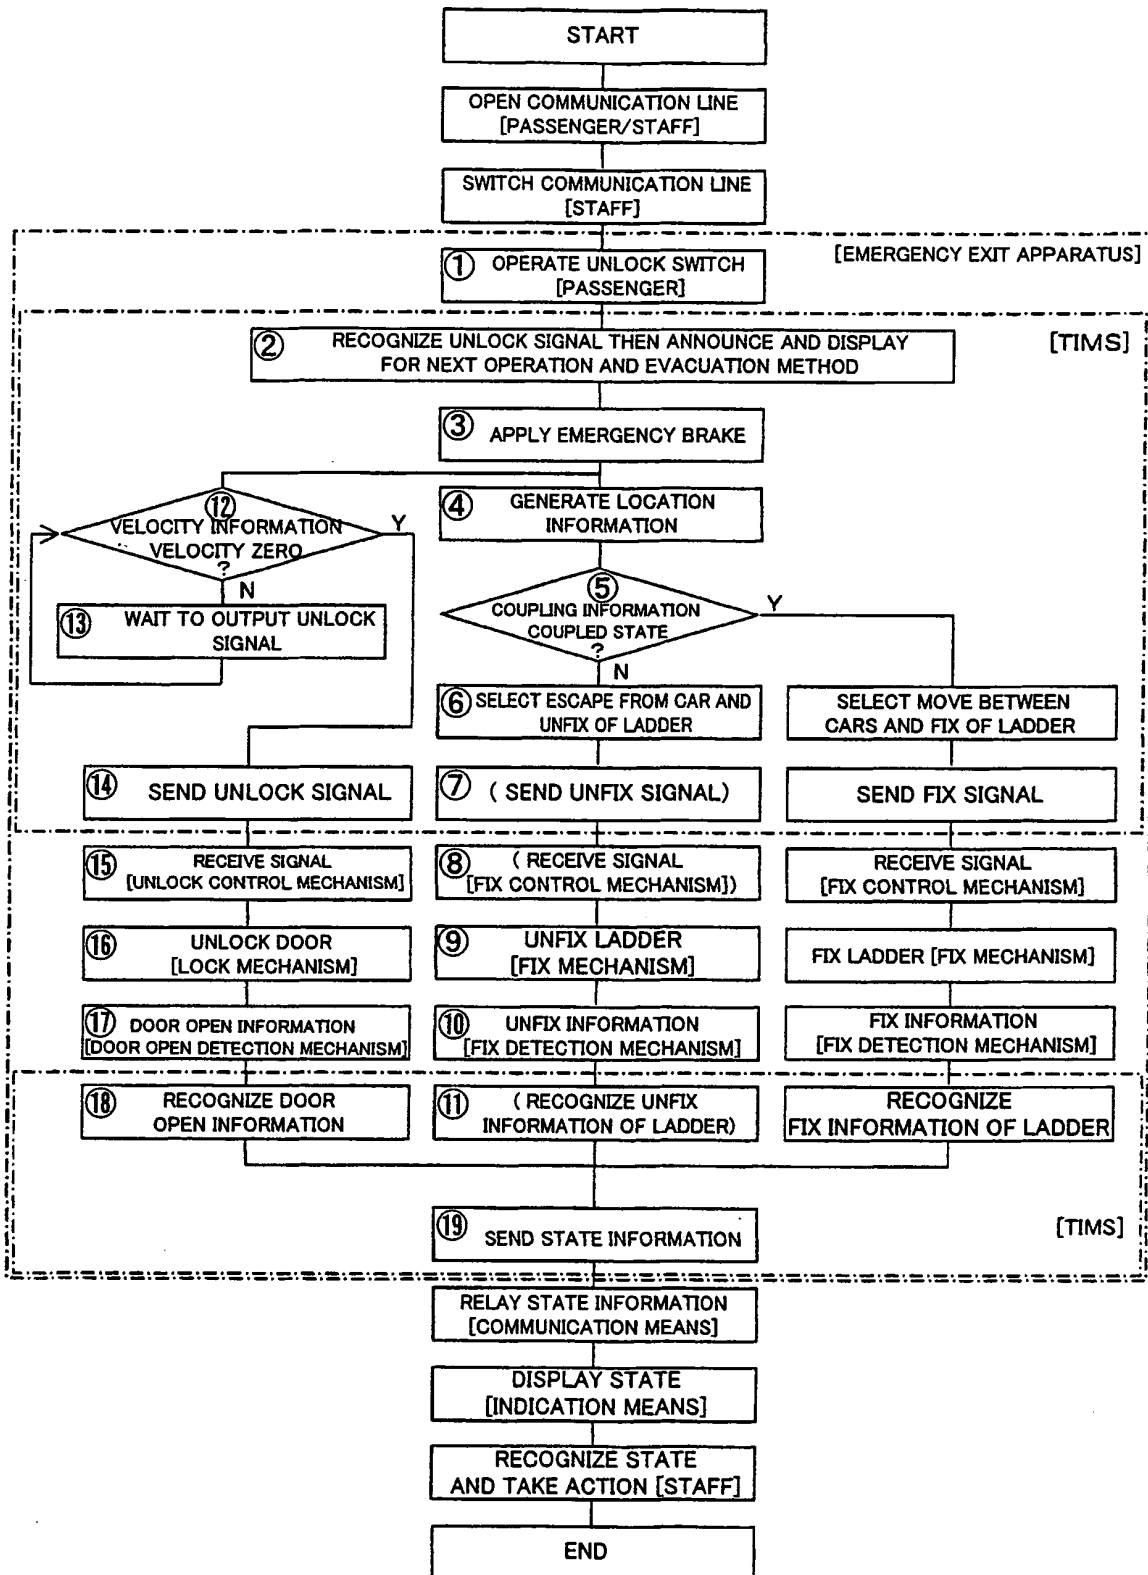 START
OPEN COMMUNICATION LINE
[PASSENGER/STAFF]
SWITCH COMMUNICATION LINE
[STAFF]
[EMERGENCY EXIT APPARATUS]
① OPERATE UNLOCK SWITCH
[PASSENGER]
[TIMS]
② RECOGNIZE UNLOCK SIGNAL THEN ANNOUNCE AND DISPLAY
FOR NEXT OPERATION AND EVACUATION METHOD
③ APPLY EMERGENCY BRAKE
④ GENERATE LOCATION
INFORMATION
⑫
VELOCITY INFORMATION
VELOCITY ZERO
?
Y
N
⑬ WAIT TO OUTPUT UNLOCK
SIGNAL
⑤
COUPLING INFORMATION
COUPLED STATE
?
Y
N
⑥ SELECT ESCAPE FROM CAR AND
UNFIX OF LADDER
SELECT MOVE BETWEEN
CARS AND FIX OF LADDER
⑭ SEND UNLOCK SIGNAL
⑦ ( SEND UNFIX SIGNAL)
SEND FIX SIGNAL
⑮ RECEIVE SIGNAL
[UNLOCK CONTROL MECHANISM]
⑧ ( RECEIVE SIGNAL
[FIX CONTROL MECHANISM])
RECEIVE SIGNAL
[FIX CONTROL MECHANISM]
⑯ UNLOCK DOOR
[LOCK MECHANISM]
⑨ UNFIX LADDER
[FIX MECHANISM]
FIX LADDER [FIX MECHANISM]
⑰ DOOR OPEN INFORMATION
[DOOR OPEN DETECTION MECHANISM]
⑩ UNFIX INFORMATION
[FIX DETECTION MECHANISM]
FIX INFORMATION
[FIX DETECTION MECHANISM]
⑱ RECOGNIZE DOOR
OPEN INFORMATION
⑪ ( RECOGNIZE UNFIX
INFORMATION OF LADDER)
RECOGNIZE
FIX INFORMATION OF LADDER
⑲ SEND STATE INFORMATION
[TIMS]
RELAY STATE INFORMATION
[COMMUNICATION MEANS]
DISPLAY STATE
[INDICATION MEANS]
RECOGNIZE STATE
AND TAKE ACTION [STAFF]
END